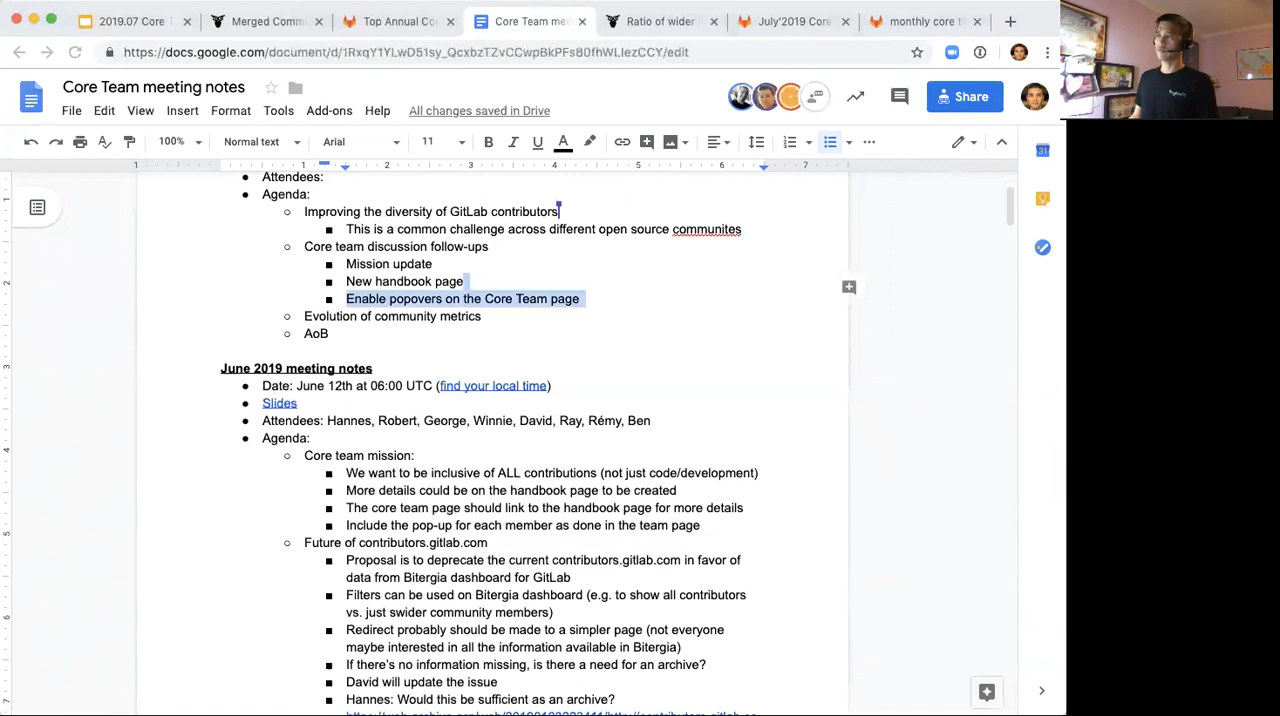 2019.07 Core T
Merged Commu
Top Annual Co
Core Team mee
Ratio of wider
July'2019 Core
monthly core t
https://docs.google.com/document/d/1RxqY1YLwD51sy_QcxbzTZvCCwpBkPFs80fhWLIezCCY/edit
Core Team meeting notes
File Edit View Insert Format Tools Add-ons Help All changes saved in Drive
Share
100% Normal text Arial 11 B I U A
1 1 2 3 4 5 6 7
Attendees:
Agenda:
Improving the diversity of GitLab contributors
This is a common challenge across different open source communites
Core team discussion follow-ups
Mission update
New handbook page
Enable popovers on the Core Team page
Evolution of community metrics
AoB
June 2019 meeting notes
Date: June 12th at 06:00 UTC (find your local time)
Slides
Attendees: Hannes, Robert, George, Winnie, David, Ray, Rémy, Ben
Agenda:
Core team mission:
We want to be inclusive of ALL contributions (not just code/development)
More details could be on the handbook page to be created
The core team page should link to the handbook page for more details
Include the pop-up for each member as done in the team page
Future of contributors.gitlab.com
Proposal is to deprecate the current contributors.gitlab.com in favor of
data from Bitergia dashboard for GitLab
Filters can be used on Bitergia dashboard (e.g. to show all contributors
vs. just swider community members)
Redirect probably should be made to a simpler page (not everyone
maybe interested in all the information available in Bitergia)
If there's no information missing, is there a need for an archive?
David will update the issue
Hannes: Would this be sufficient as an archive?